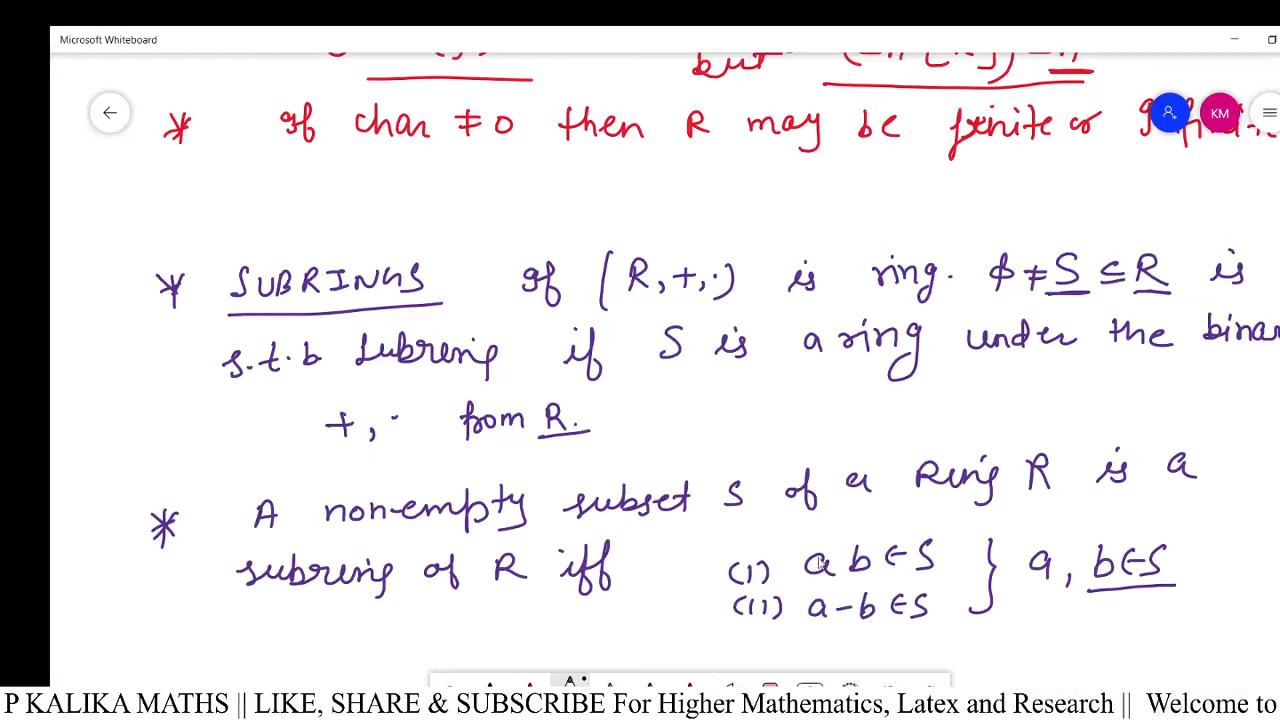 Microsoft Whiteboard
but
* If char ≠ 0 then R may be finite or
KM
* SUBRINGS If (R, +, ·) is ring. ϕ ≠ S ⊆ R is
s.t.b subring if S is a ring under the binar
+, · from R.
* A non-empty subset S of a Ring R is a
subring of R iff (I) a b ∈ S } a, b ∈ S
(II) a - b ∈ S
P KALIKA MATHS || LIKE, SHARE & SUBSCRIBE For Higher Mathematics, Latex and Research || Welcome to